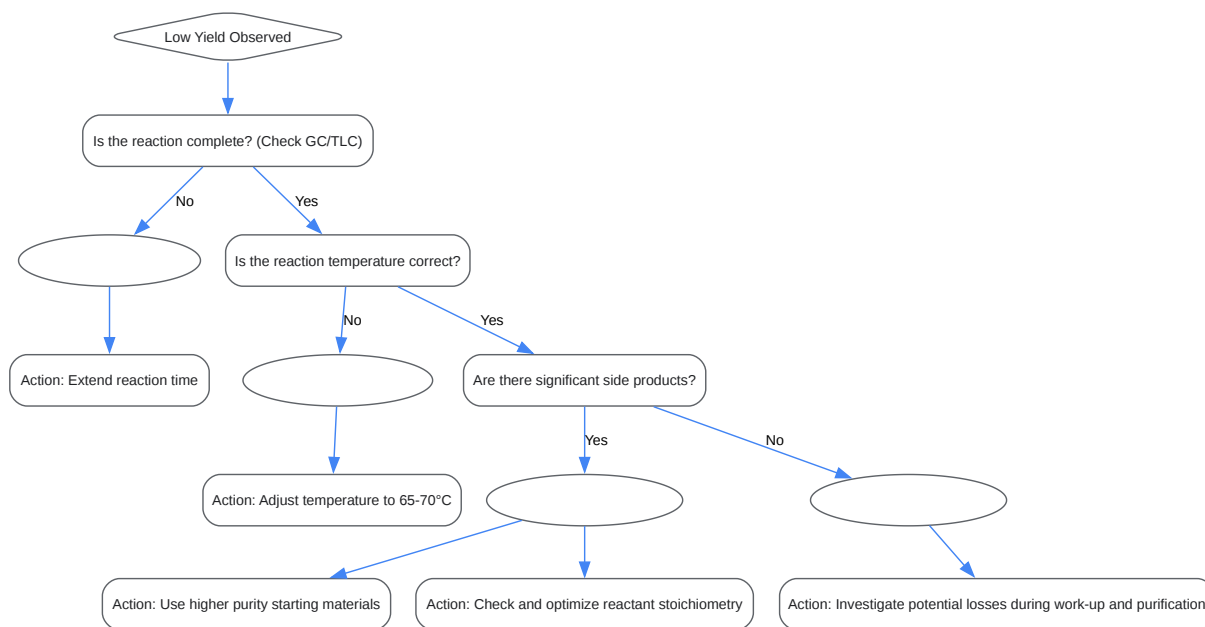 Low Yield Observed
Is the reaction complete? (Check GC/TLC)
No
Yes
Is the reaction temperature correct?
No
Yes
Action: Extend reaction time
Are there significant side products?
Yes
No
Action: Adjust temperature to 65-70°C
Action: Use higher purity starting materials
Action: Check and optimize reactant stoichiometry
Action: Investigate potential losses during work-up and purification